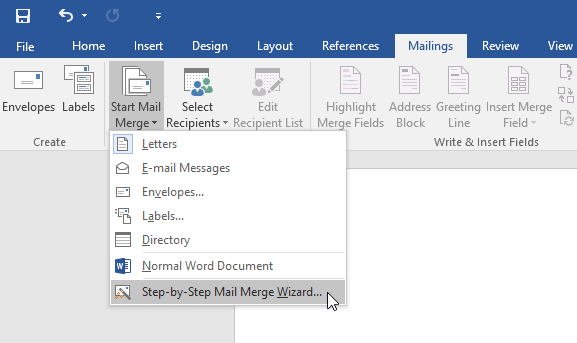 File Home Insert Design Layout References Mailings Review View
Envelopes Labels Start Mail Select Edit Highlight Address Greeting Insert Merge
Merge Recipients Recipient List Merge Fields Block Line Field
Create Write & Insert Fields
Letters
E-mail Messages
Envelopes...
Labels...
Directory
Normal Word Document
Step-by-Step Mail Merge Wizard...